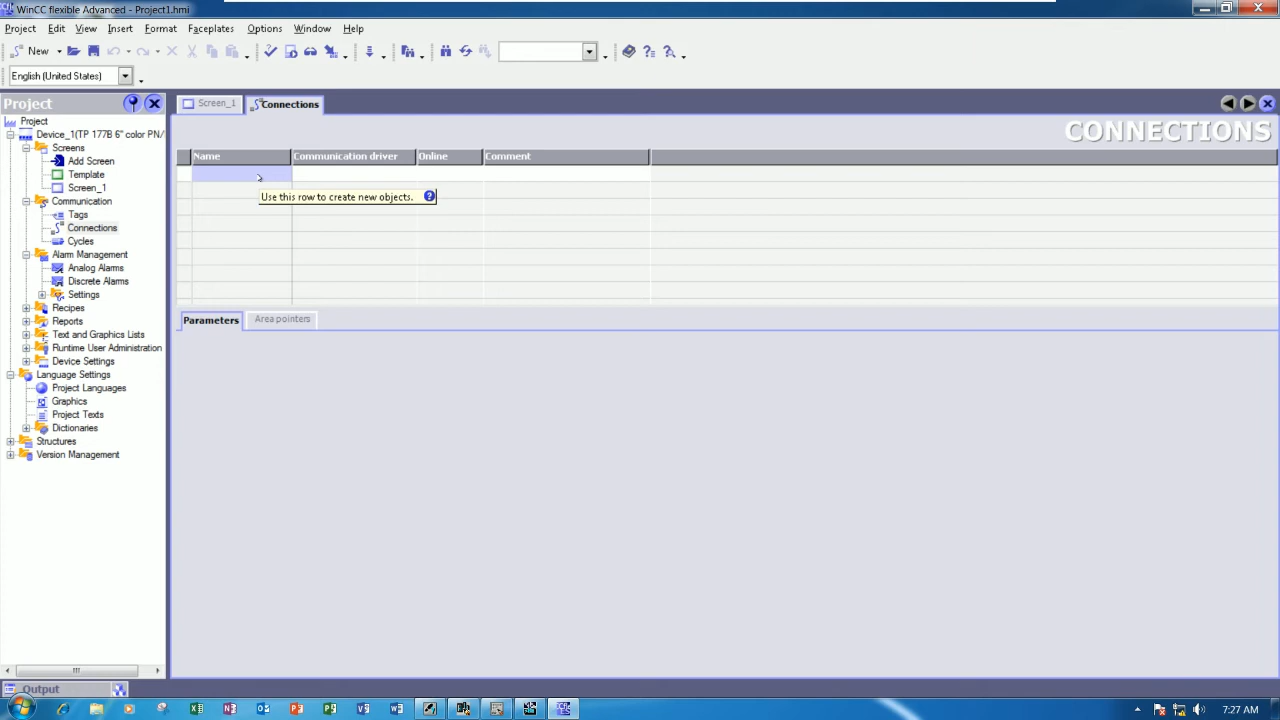 WinCC flexible Advanced - Project1.hmi
Project Edit View Insert Format Faceplates Options Window Help
New
English (United States)
Project
Screen_1 Connections
Project
Device_1(TP 177B 6'' color PN/
Screens
Add Screen
Template
Screen_1
Communication
Tags
Connections
Cycles
Alarm Management
Analog Alarms
Discrete Alarms
Settings
Recipes
Reports
Text and Graphics Lists
Runtime User Administration
Device Settings
Language Settings
Project Languages
Graphics
Project Texts
Dictionaries
Structures
Version Management
CONNECTIONS
Name Communication driver Online Comment
Use this row to create new objects.
Parameters Area pointers
Output
7:27 AM